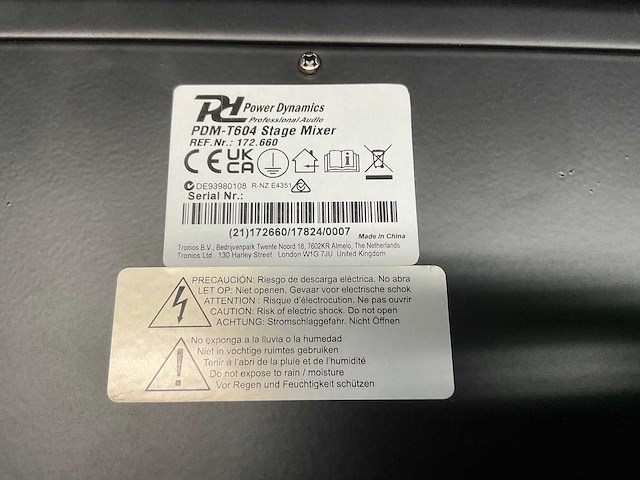 PD Power Dynamics
Professional Audio
PDM-T604 Stage Mixer
REF.Nr.: 172.660
CE UK CA
DE93980108 R-NZ E4351
Serial Nr.:
(21)172660/17824/0007
Made in China
Tronios B.V., Bedrijvenpark Twente Noord 18, 7602KR Almelo, The Netherlands
Tronios Ltd. 130 Harley Street, London W1G 7JU United Kingdom
PRECAUCIÓN: Riesgo de descarga eléctrica. No abra
LET OP: Niet openen. Gevaar voor electrische schok
ATTENTION : Risque d'électrocution. Ne pas ouvrir
CAUTION: Risk of electric shock. Do not open
ACHTUNG: Stromschlaggefahr. Nicht Öffnen
No exponga a la lluvia o la humedad
Niet in vochtige ruimtes gebruiken
Tenir à l'abri de la pluie et de l'humidité
Do not expose to rain / moisture
Vor Regen und Feuchtigkeit schützen